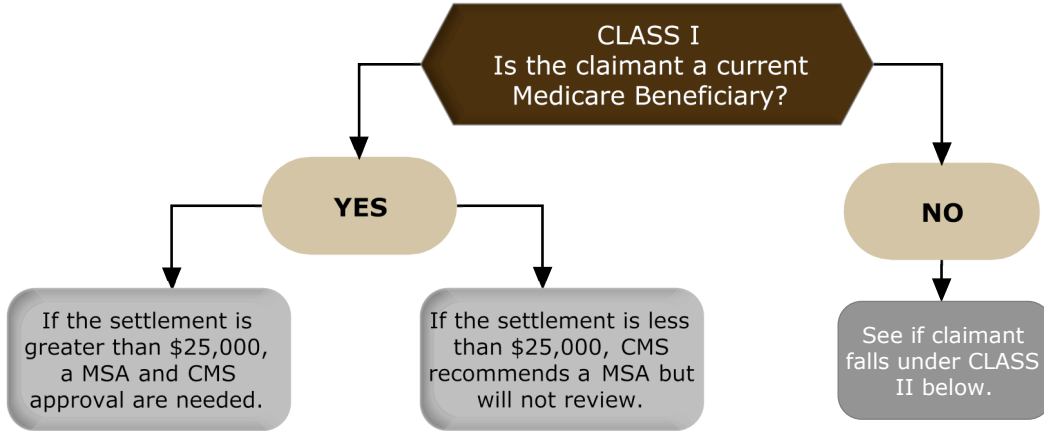 CLASS I
Is the claimant a current
Medicare Beneficiary?
YES
NO
If the settlement is
greater than $25,000,
a MSA and CMS
approval are needed.
If the settlement is less
than $25,000, CMS
recommends a MSA but
will not review.
See if claimant
falls under CLASS
II below.